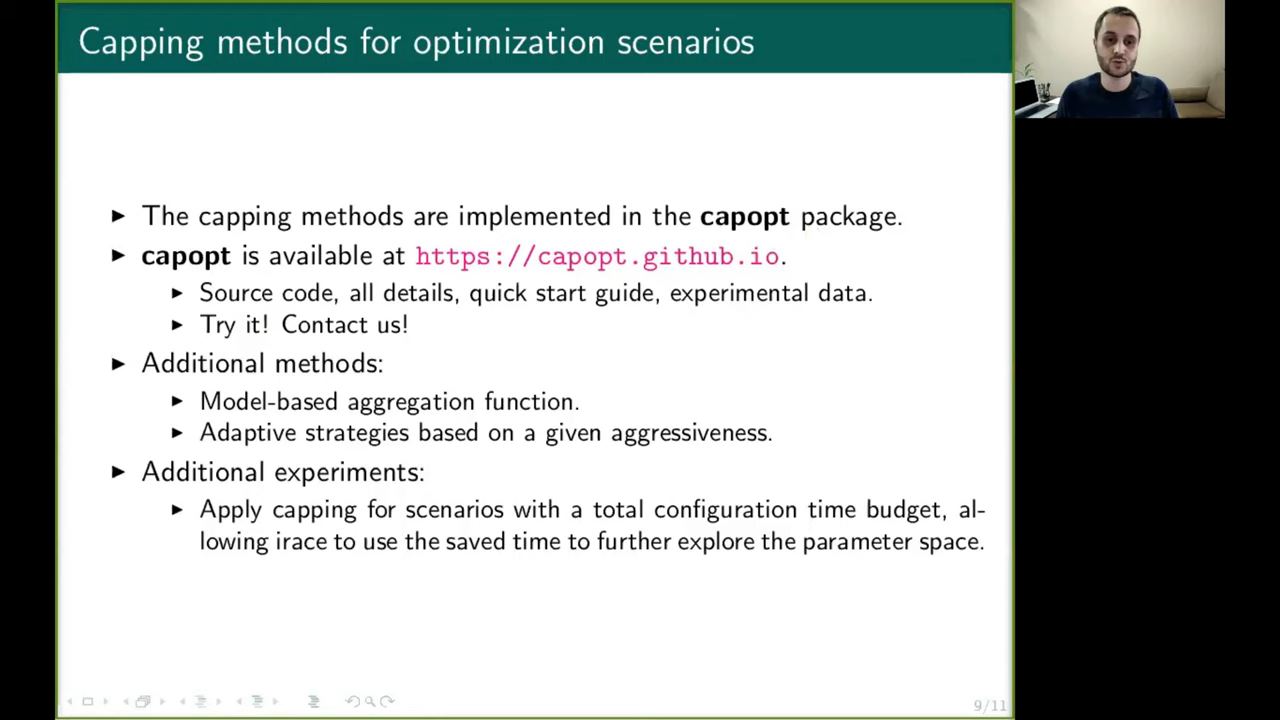 Capping methods for optimization scenarios
▶ The capping methods are implemented in the capopt package.
▶ capopt is available at https://capopt.github.io.
▶ Source code, all details, quick start guide, experimental data.
▶ Try it! Contact us!
▶ Additional methods:
▶ Model-based aggregation function.
▶ Adaptive strategies based on a given aggressiveness.
▶ Additional experiments:
▶ Apply capping for scenarios with a total configuration time budget, al-
lowing irace to use the saved time to further explore the parameter space.
9/11